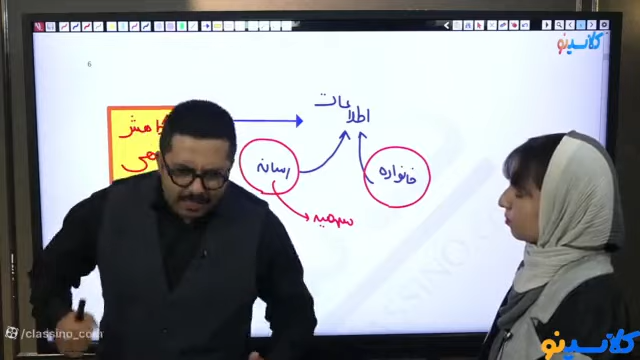 کلاسینو
6
اطلاعات
خانواده
رسانه
سهمیه
/classino_com
کلاسینو